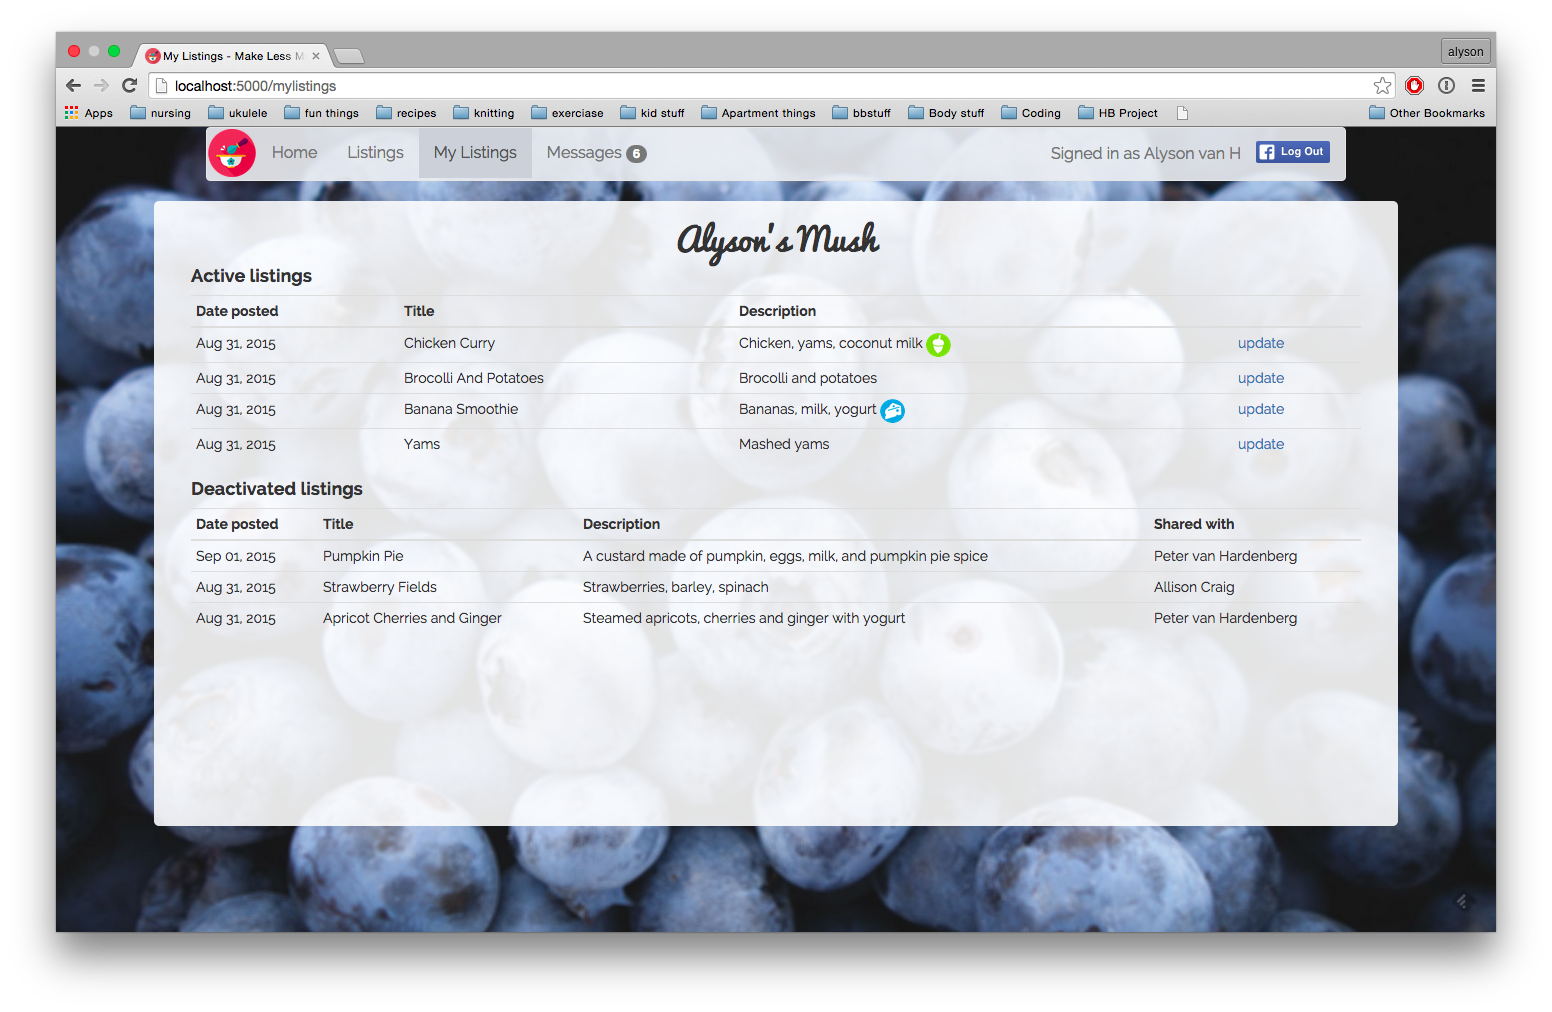 My Listings - Make Less M
alyson
localhost:5000/mylistings
Apps nursing ukulele fun things recipes knitting exerciase kid stuff Apartment things bbstuff Body stuff Coding HB Project Other Bookmarks
Home Listings My Listings Messages 6 Signed in as Alyson van H Log Out
Alyson's Mush
Active listings
Date posted Title Description
Aug 31, 2015 Chicken Curry Chicken, yams, coconut milk update
Aug 31, 2015 Brocolli And Potatoes Brocolli and potatoes update
Aug 31, 2015 Banana Smoothie Bananas, milk, yogurt update
Aug 31, 2015 Yams Mashed yams update
Deactivated listings
Date posted Title Description Shared with
Sep 01, 2015 Pumpkin Pie A custard made of pumpkin, eggs, milk, and pumpkin pie spice Peter van Hardenberg
Aug 31, 2015 Strawberry Fields Strawberries, barley, spinach Allison Craig
Aug 31, 2015 Apricot Cherries and Ginger Steamed apricots, cherries and ginger with yogurt Peter van Hardenberg